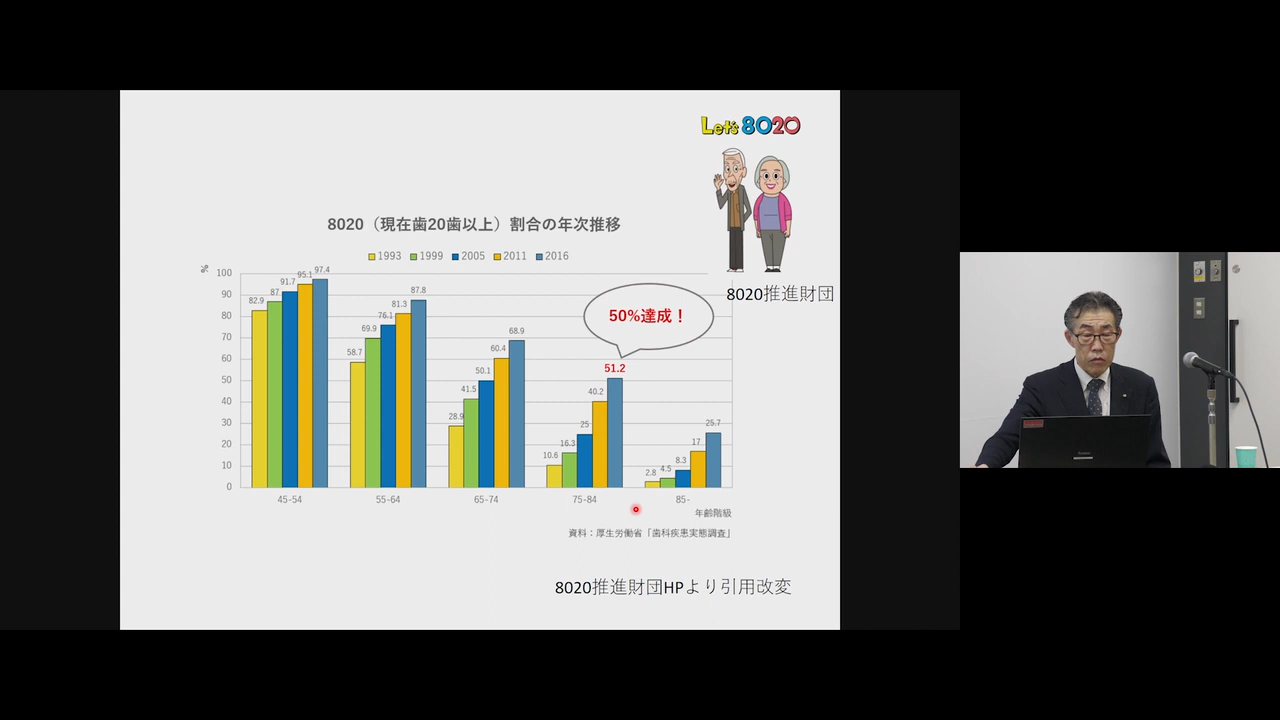 Let's 8020
8020（現在歯20歯以上）割合の年次推移
1993 1999 2005 2011 2016
%
100
90
80
70
60
50
40
30
20
10
0
82.9 87 91.7 95.1 97.4
58.7 69.9 76.1 81.3 87.8
28.9 41.5 50.1 60.4 68.9
10.6 16.3 25 40.2 51.2
2.8 4.5 8.3 17 25.7
50%達成！
8020推進財団
45-54 55-64 65-74 75-84 85-
年齢階級
資料：厚生労働省「歯科疾患実態調査」
8020推進財団HPより引用改変